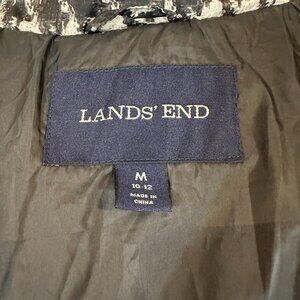 LANDS' END
M
10-12
MADE IN
CHINA